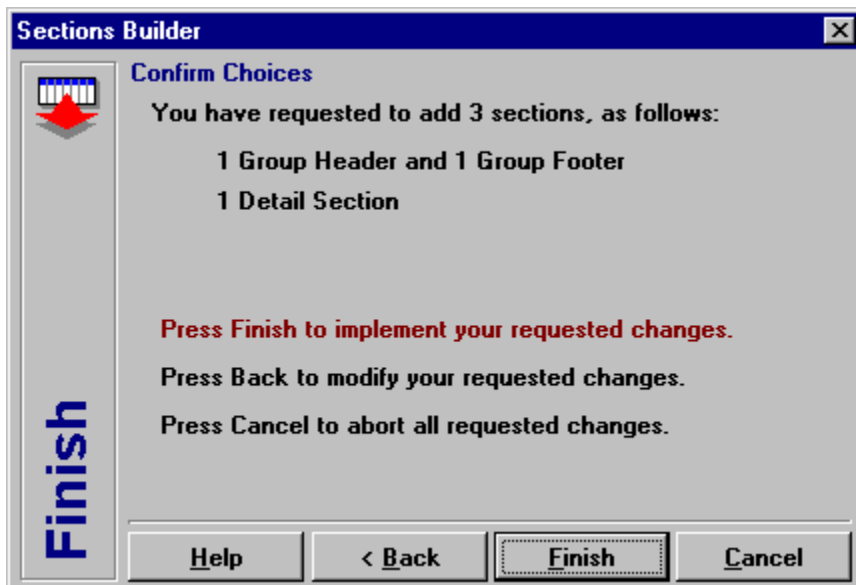 Sections Builder
Confirm Choices
You have requested to add 3 sections, as follows:
1 Group Header and 1 Group Footer
1 Detail Section
Press Finish to implement your requested changes.
Press Back to modify your requested changes.
Press Cancel to abort all requested changes.
Finish
Help
< Back
Finish
Cancel